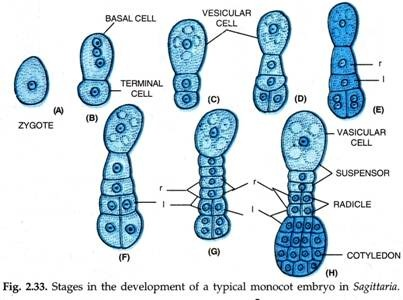 BASAL CELL
VESICULAR
CELL
TERMINAL
CELL
(A)
(B)
(C)
(D)
(E)
r
l
ZYGOTE
VASICULAR
CELL
SUSPENSOR
r
r
RADICLE
l
l
COTYLEDON
(F)
(G)
(H)
Fig. 2.33. Stages in the development of a typical monocot embryo in Sagittaria.